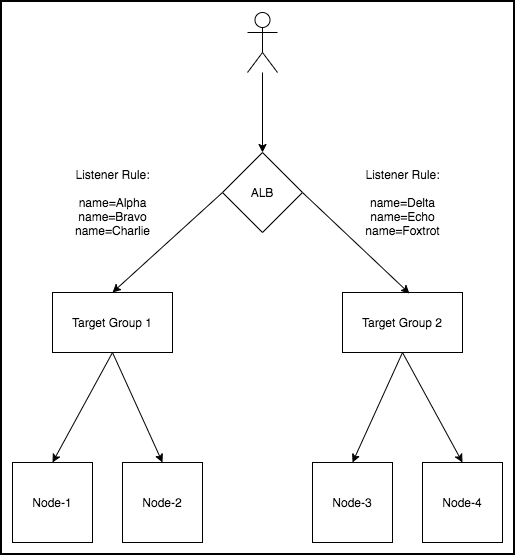 ALB
Listener Rule:
name=Alpha
name=Bravo
name=Charlie
Listener Rule:
name=Delta
name=Echo
name=Foxtrot
Target Group 1
Target Group 2
Node-1
Node-2
Node-3
Node-4